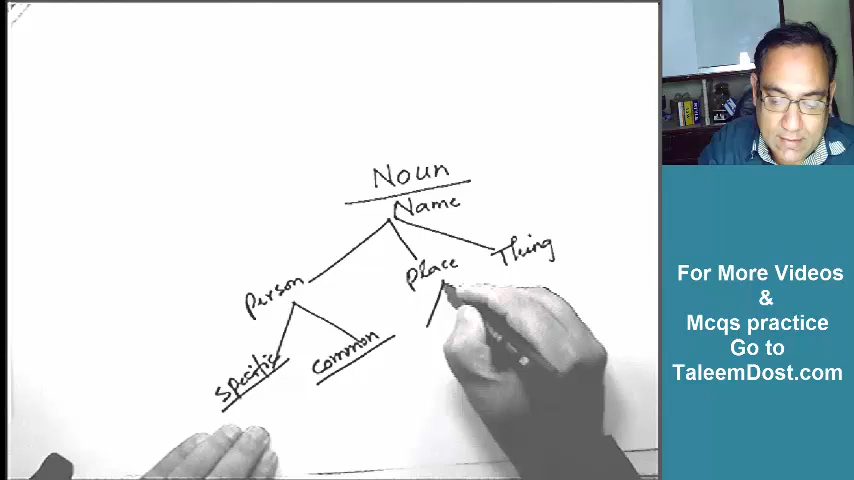 Noun
Name
Person
Place
Thing
Specific
Common
For More Videos
&
Mcqs practice
Go to
TaleemDost.com